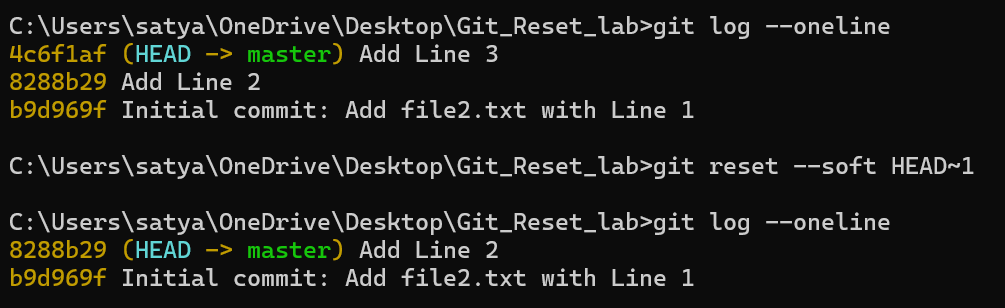 C:\Users\satya\OneDrive\Desktop\Git_Reset_lab>git log --oneline
4c6f1af (HEAD -> master) Add Line 3
8288b29 Add Line 2
b9d969f Initial commit: Add file2.txt with Line 1
C:\Users\satya\OneDrive\Desktop\Git_Reset_lab>git reset --soft HEAD~1
C:\Users\satya\OneDrive\Desktop\Git_Reset_lab>git log --oneline
8288b29 (HEAD -> master) Add Line 2
b9d969f Initial commit: Add file2.txt with Line 1